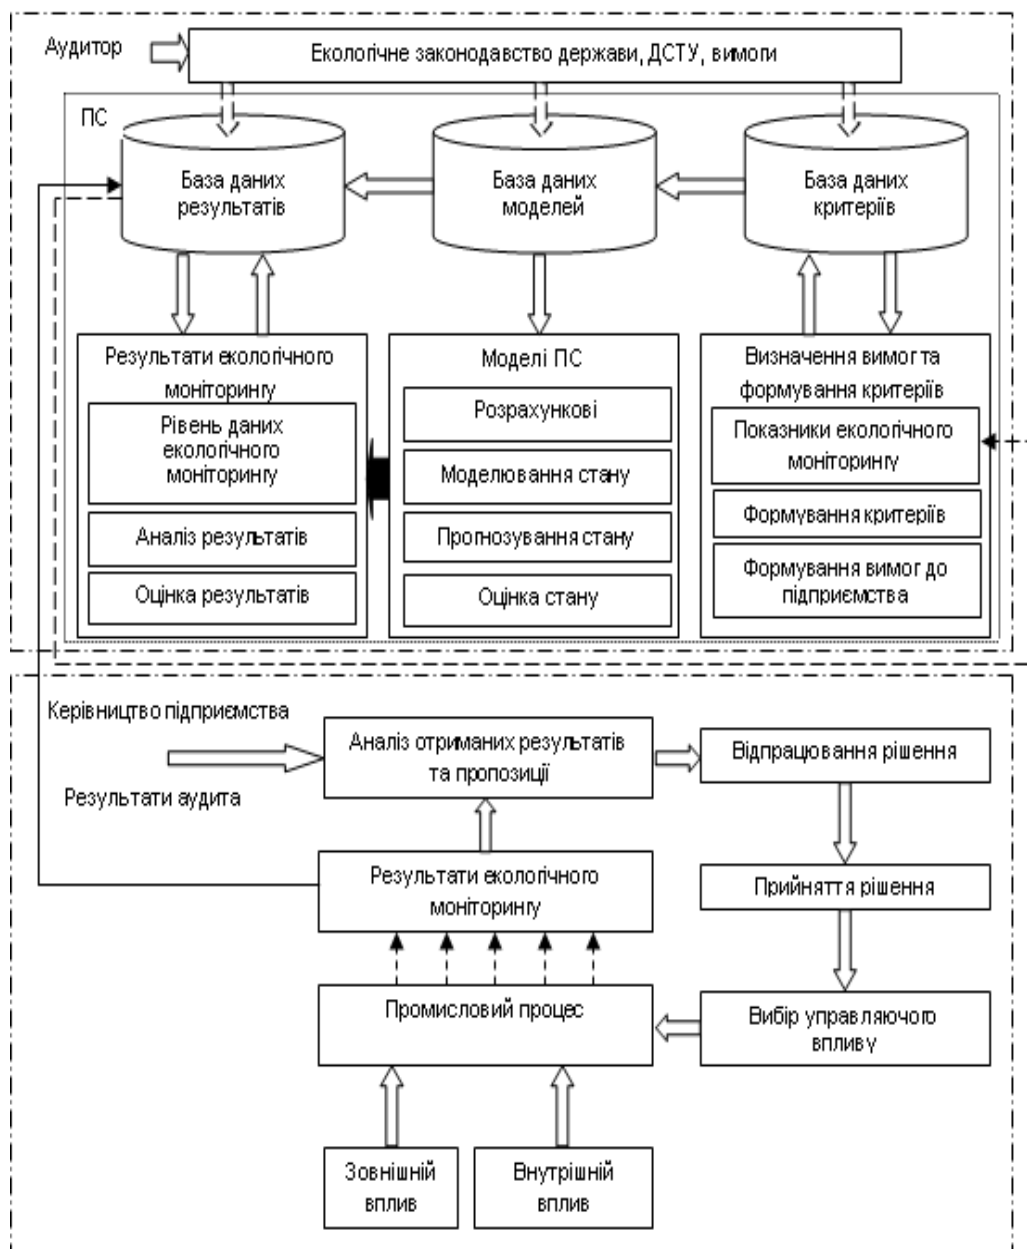 Аудитор
Екологічне законодавство держави, ДСТУ, вимоги
ПС
База даних
результатів
База даних
моделей
База даних
критеріїв
Результати екологічного
моніторингу
Рівень даних
екологічного
моніторингу
Аналіз результатів
Оцінка результатів
Моделі ПС
Розрахункові
Моделювання стану
Прогнозування стану
Оцінка стану
Визначення вимог та
формування критеріїв
Показники екологічного
моніторингу
Формування критеріїв
Формування вимог до
підприємства
Керівництво підприємства
Результати аудита
Аналіз отриманих результатів
та пропозиції
Відпрацювання рішення
Результати екологічного
моніторингу
Прийняття рішення
Промисловий процес
Вибір управляючого
впливу
Зовнішній
вплив
Внутрішній
вплив